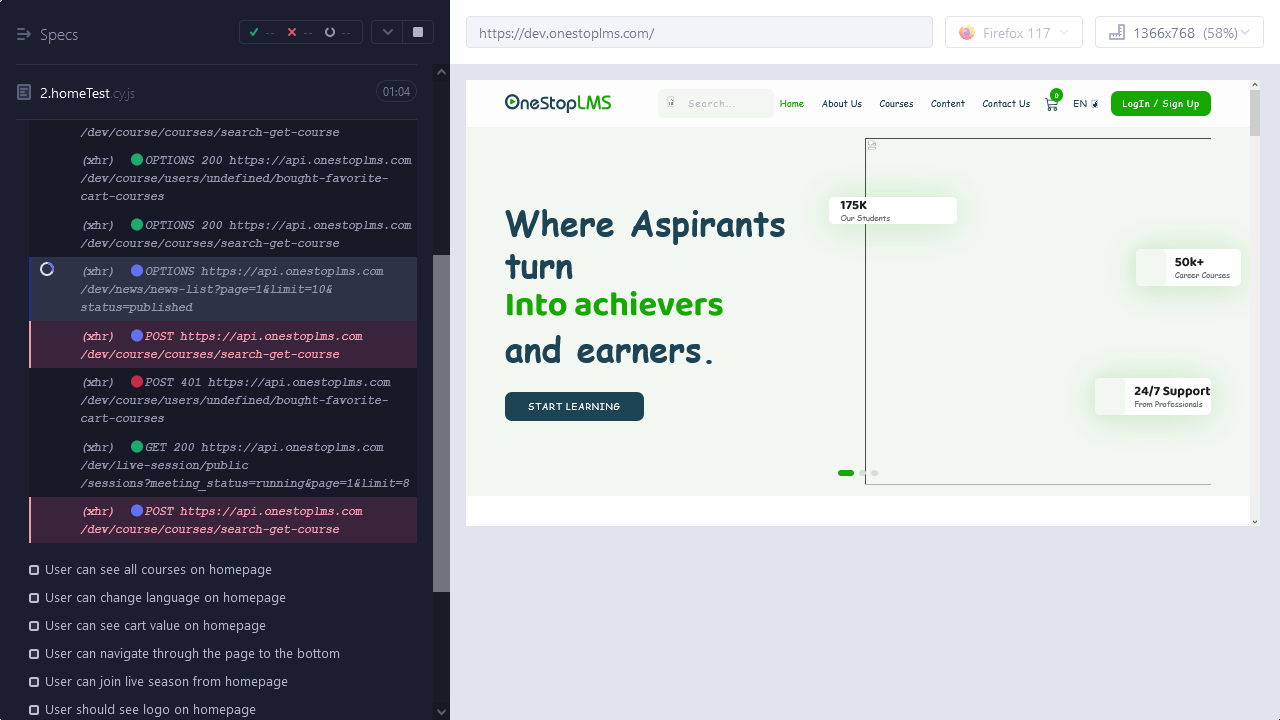 Specs
-- -- --
2.homeTest.cy.js
01:04
/dev/course/courses/search-get-course
(xhr) OPTIONS 200 https://api.onestoplms.com
/dev/course/users/undefined/bought-favorite-
cart-courses
(xhr) OPTIONS 200 https://api.onestoplms.com
/dev/course/courses/search-get-course
(xhr) OPTIONS https://api.onestoplms.com
/dev/news/news-list?page=1&limit=10&
status=published
(xhr) POST https://api.onestoplms.com
/dev/course/courses/search-get-course
(xhr) POST 401 https://api.onestoplms.com
/dev/course/users/undefined/bought-favorite-
cart-courses
(xhr) GET 200 https://api.onestoplms.com
/dev/live-session/public
/sessions?meeting_status=running&page=1&limit=8
(xhr) POST https://api.onestoplms.com
/dev/course/courses/search-get-course
User can see all courses on homepage
User can change language on homepage
User can see cart value on homepage
User can navigate through the page to the bottom
User can join live season from homepage
User should see logo on homepage
https://dev.onestoplms.com/
Firefox 117
1366x768 (58%)
OneStopLMS
Search...
Home
About Us
Courses
Content
Contact Us
0
EN
LogIn / Sign Up
Where Aspirants
turn
Into achievers
and earners.
START LEARNING
175K
Our Students
50k+
Career Courses
24/7 Support
From Professionals